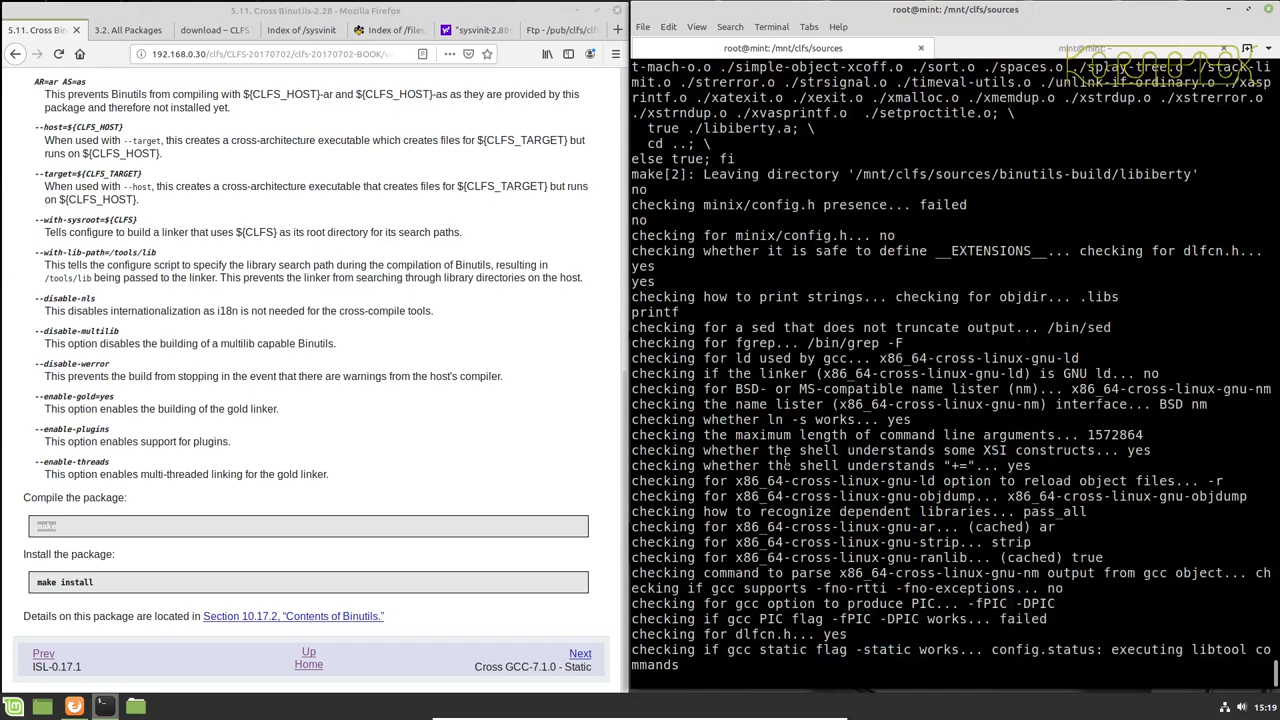 5.11. Cross Binutils-2.28 - Mozilla Firefox
5.11. Cross Bin
3.2. All Packages
download – CLFS
Index of /sysvinit
Index of /files
"sysvinit-2.88
Ftp - /pub/clfs/clf
192.168.0.30/clfs/CLFS-20170702/clfs-20170702-BOOK/
AR=ar AS=as
This prevents Binutils from compiling with ${CLFS_HOST}-ar and ${CLFS_HOST}-as as they are provided by this
package and therefore not installed yet.
--host=${CLFS_HOST}
When used with --target, this creates a cross-architecture executable which creates files for ${CLFS_TARGET} but
runs on ${CLFS_HOST}.
--target=${CLFS_TARGET}
When used with --host, this creates a cross-architecture executable that creates files for ${CLFS_TARGET} but runs
on ${CLFS_HOST}.
--with-sysroot=${CLFS}
Tells configure to build a linker that uses ${CLFS} as its root directory for its search paths.
--with-lib-path=/tools/lib
This tells the configure script to specify the library search path during the compilation of Binutils, resulting in
/tools/lib being passed to the linker. This prevents the linker from searching through library directories on the host.
--disable-nls
This disables internationalization as i18n is not needed for the cross-compile tools.
--disable-multilib
This option disables the building of a multilib capable Binutils.
--disable-werror
This prevents the build from stopping in the event that there are warnings from the host's compiler.
--enable-gold=yes
This option enables the building of the gold linker.
--enable-plugins
This option enables support for plugins.
--enable-threads
This option enables multi-threaded linking for the gold linker.
Compile the package:
make
Install the package:
make install
Details on this package are located in Section 10.17.2, “Contents of Binutils.”
Prev
Up
Next
ISL-0.17.1
Home
Cross GCC-7.1.0 - Static
root@mint: /mnt/clfs/sources
File Edit View Search Terminal Tabs Help
root@mint: /mnt/clfs/sources
mint@mint: ~
t-mach-o.o ./simple-object-xcoff.o ./sort.o ./spaces.o ./splay-tree.o ./stack-li
mit.o ./strerror.o ./strsignal.o ./timeval-utils.o ./unlink-if-ordinary.o ./xasp
rintf.o ./xatexit.o ./xexit.o ./xmalloc.o ./xmemdup.o ./xstrdup.o ./xstrerror.o
./xstrndup.o ./xvasprintf.o  ./setproctitle.o; \
true ./libiberty.a; \
cd ..; \
else true; fi
make[2]: Leaving directory '/mnt/clfs/sources/binutils-build/libiberty'
no
checking minix/config.h presence... failed
no
checking for minix/config.h... no
checking whether it is safe to define __EXTENSIONS__... checking for dlfcn.h...
yes
yes
checking how to print strings... checking for objdir... .libs
printf
checking for a sed that does not truncate output... /bin/sed
checking for fgrep... /bin/grep -F
checking for ld used by gcc... x86_64-cross-linux-gnu-ld
checking if the linker (x86_64-cross-linux-gnu-ld) is GNU ld... no
checking for BSD- or MS-compatible name lister (nm)... x86_64-cross-linux-gnu-nm
checking the name lister (x86_64-cross-linux-gnu-nm) interface... BSD nm
checking whether ln -s works... yes
checking the maximum length of command line arguments... 1572864
checking whether the shell understands some XSI constructs... yes
checking whether the shell understands "+="... yes
checking for x86_64-cross-linux-gnu-ld option to reload object files... -r
checking for x86_64-cross-linux-gnu-objdump... x86_64-cross-linux-gnu-objdump
checking how to recognize dependent libraries... pass_all
checking for x86_64-cross-linux-gnu-ar... (cached) ar
checking for x86_64-cross-linux-gnu-strip... strip
checking for x86_64-cross-linux-gnu-ranlib... (cached) true
checking command to parse x86_64-cross-linux-gnu-nm output from gcc object... ch
ecking if gcc supports -fno-rtti -fno-exceptions... no
checking for gcc option to produce PIC... -fPIC -DPIC
checking if gcc PIC flag -fPIC -DPIC works... failed
checking for dlfcn.h... yes
checking if gcc static flag -static works... config.status: executing libtool co
mmands
15:19